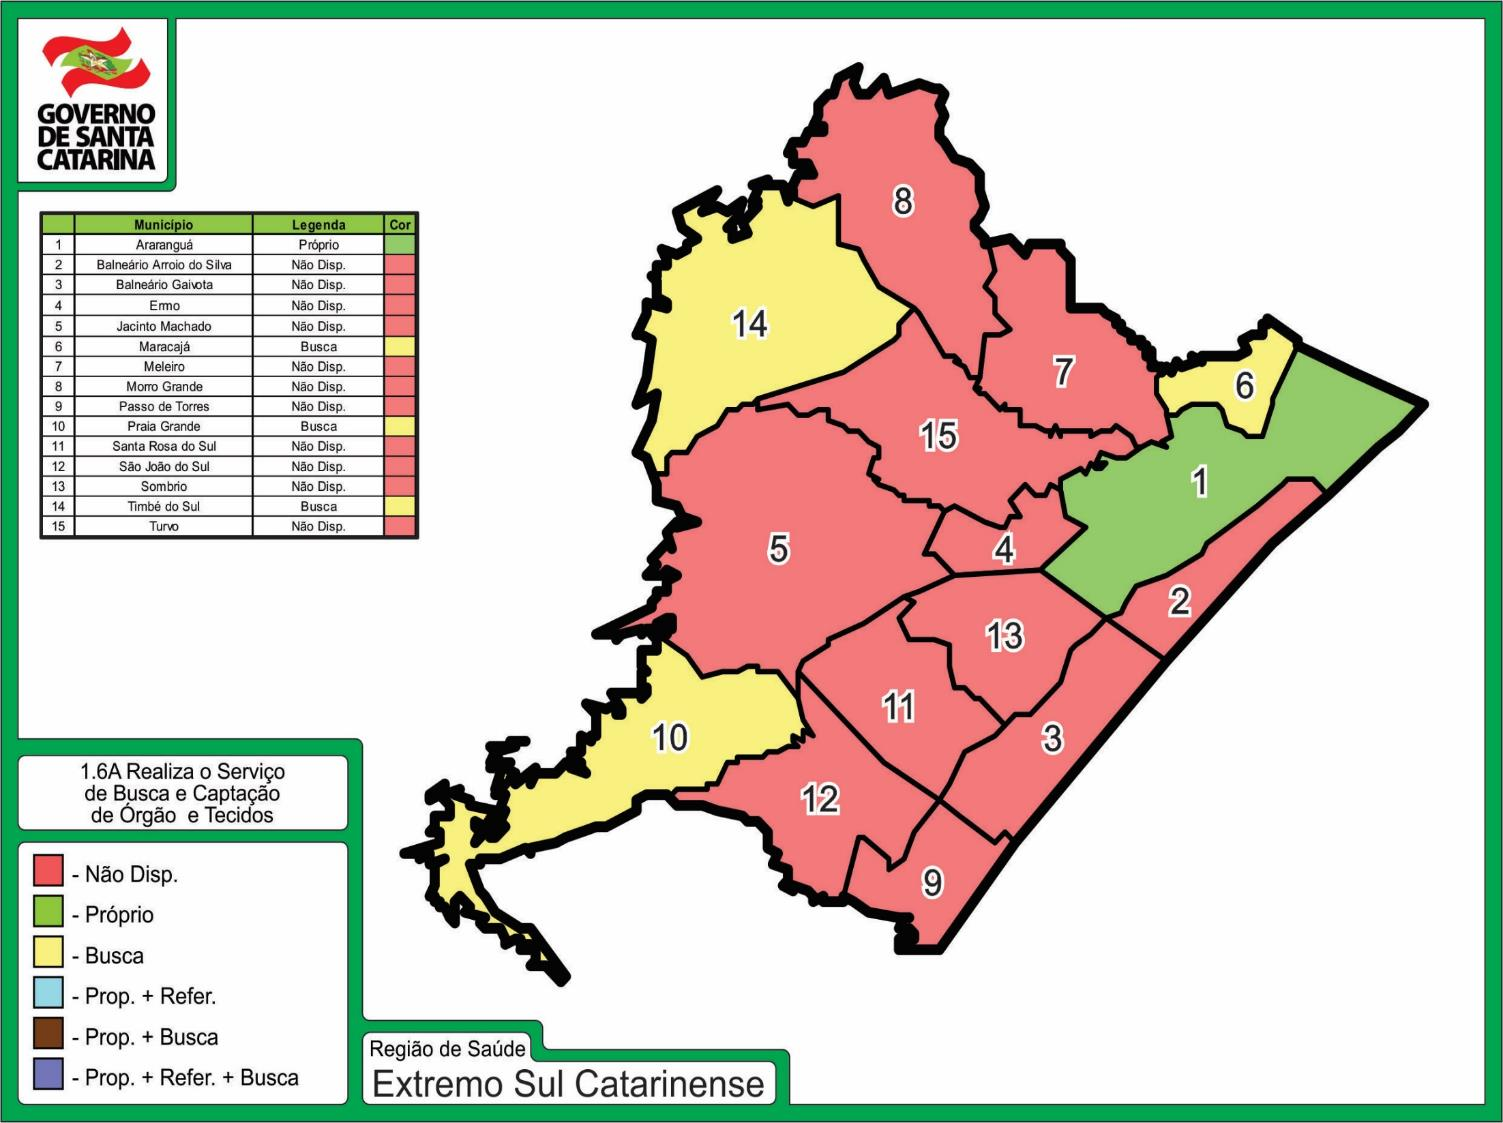 GOVERNO
DE SANTA
CATARINA
Município Legenda Cor
1 Araranguá Próprio
2 Balneário Arroio do Silva Não Disp.
3 Balneário Gaivota Não Disp.
4 Ermo Não Disp.
5 Jacinto Machado Não Disp.
6 Maracajá Busca
7 Meleiro Não Disp.
8 Morro Grande Não Disp.
9 Passo de Torres Não Disp.
10 Praia Grande Busca
11 Santa Rosa do Sul Não Disp.
12 São João do Sul Não Disp.
13 Sombrio Não Disp.
14 Timbé do Sul Busca
15 Turvo Não Disp.
8
14
7
6
15
1
5
4
2
13
11
10
3
12
9
1.6A Realiza o Serviço
de Busca e Captação
de Órgão e Tecidos
- Não Disp.
- Próprio
- Busca
- Prop. + Refer.
- Prop. + Busca
- Prop. + Refer. + Busca
Região de Saúde
Extremo Sul Catarinense